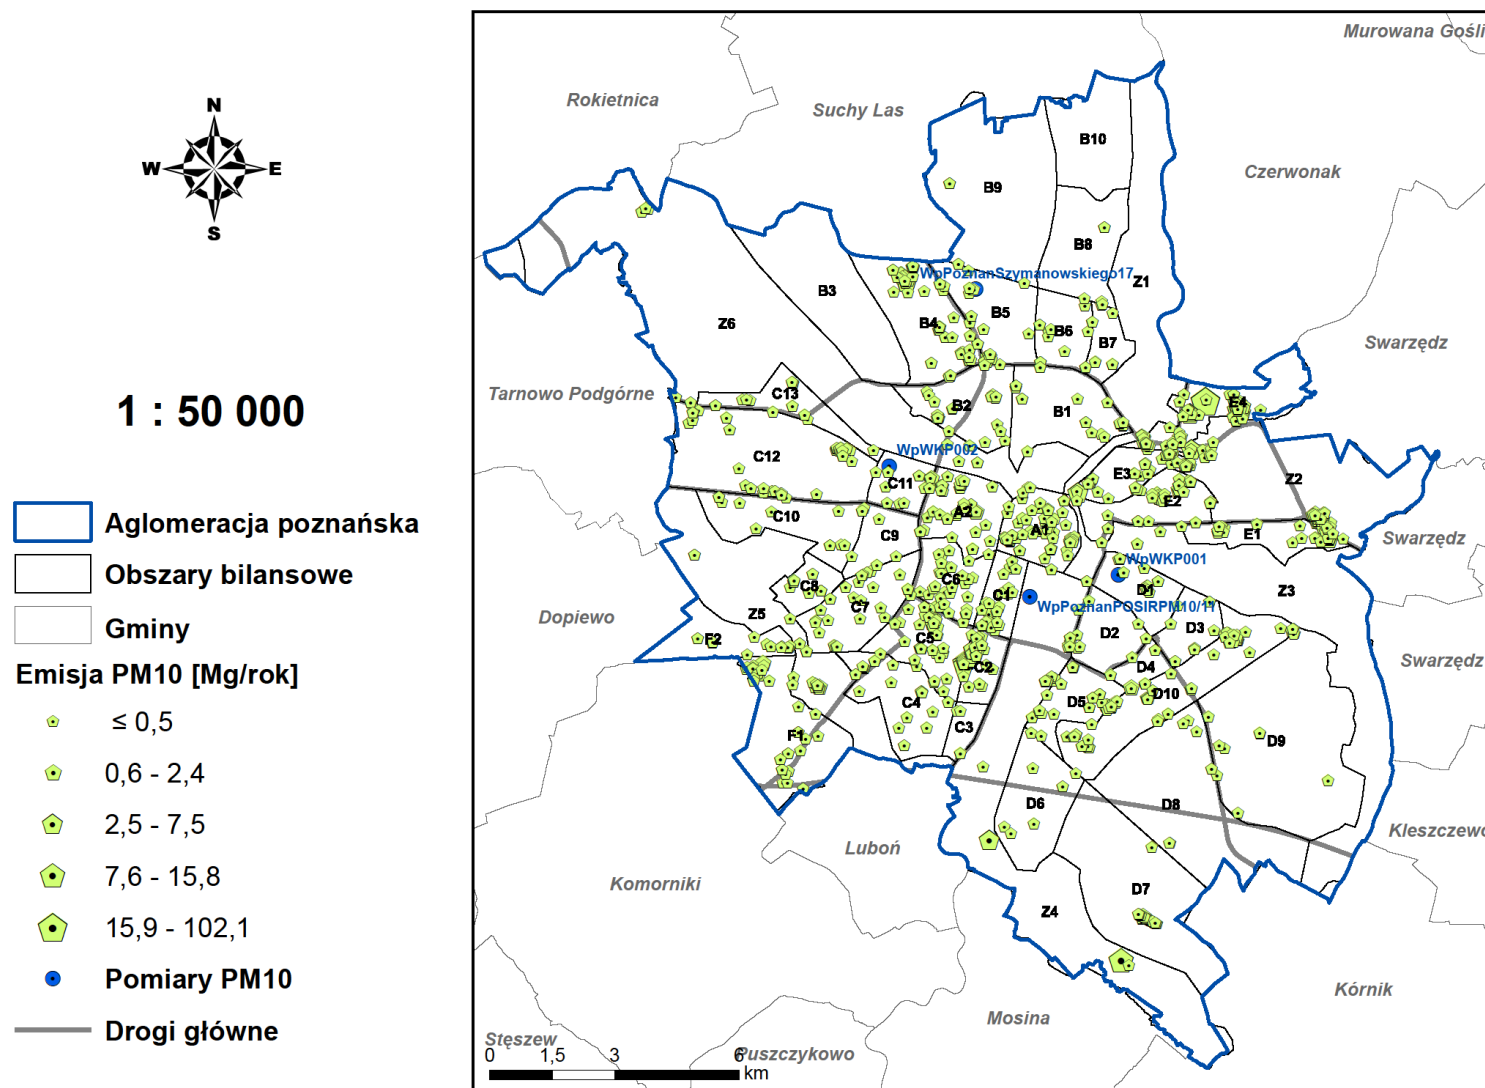 N
W
E
S
1 : 50 000
Aglomeracja poznańska
Obszary bilansowe
Gminy
Emisja PM10 [Mg/rok]
≤ 0,5
0,6 - 2,4
2,5 - 7,5
7,6 - 15,8
15,9 - 102,1
Pomiary PM10
Drogi główne
Murowana Gośli
Rokietnica
Suchy Las
Czerwonak
B10
B9
B8
Z1
WpPoznanSzymanowskiego17
B3
B5
B4
B6
B7
Z6
Swarzędz
Tarnowo Podgórne
C13
B2
B1
E4
WpWKP002
C12
C11
E3
Z2
E2
C10
A2
A1
C9
E1
Swarzędz
WpWKP001
C8
C6
C7
C1
D1
Z3
WpPoznanPOSIRPM10/11
Dopiewo
Z5
F2
C5
D2
D3
C2
D4
Swarzędz
C4
D5
D10
C3
F1
D9
D6
D8
Kleszczewo
Luboń
Komorniki
D7
Z4
Kórnik
Mosina
Stęszew
Puszczykowo
0 1,5 3 6
km